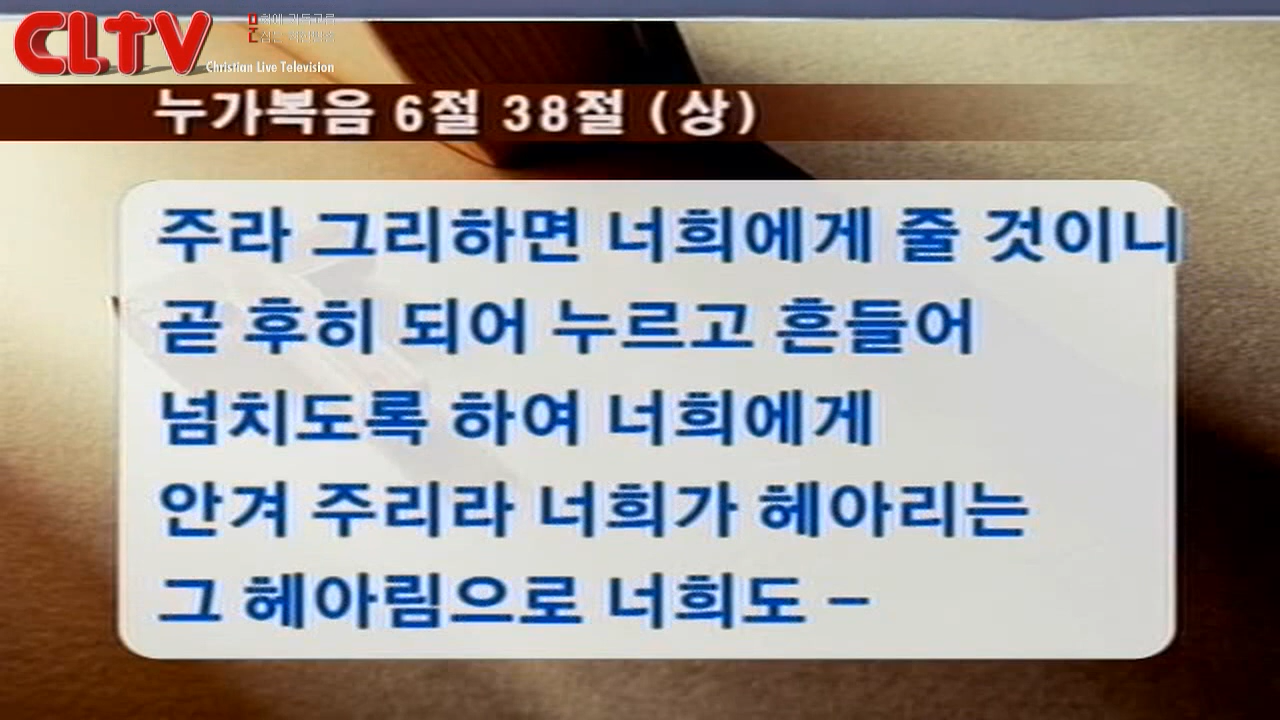 CLTV
Christian Live Television
누가복음 6절 38절 (상)
주라 그리하면 너희에게 줄 것이니
곧 후히 되어 누르고 흔들어
넘치도록 하여 너희에게
안겨 주리라 너희가 헤아리는
그 헤아림으로 너희도 -